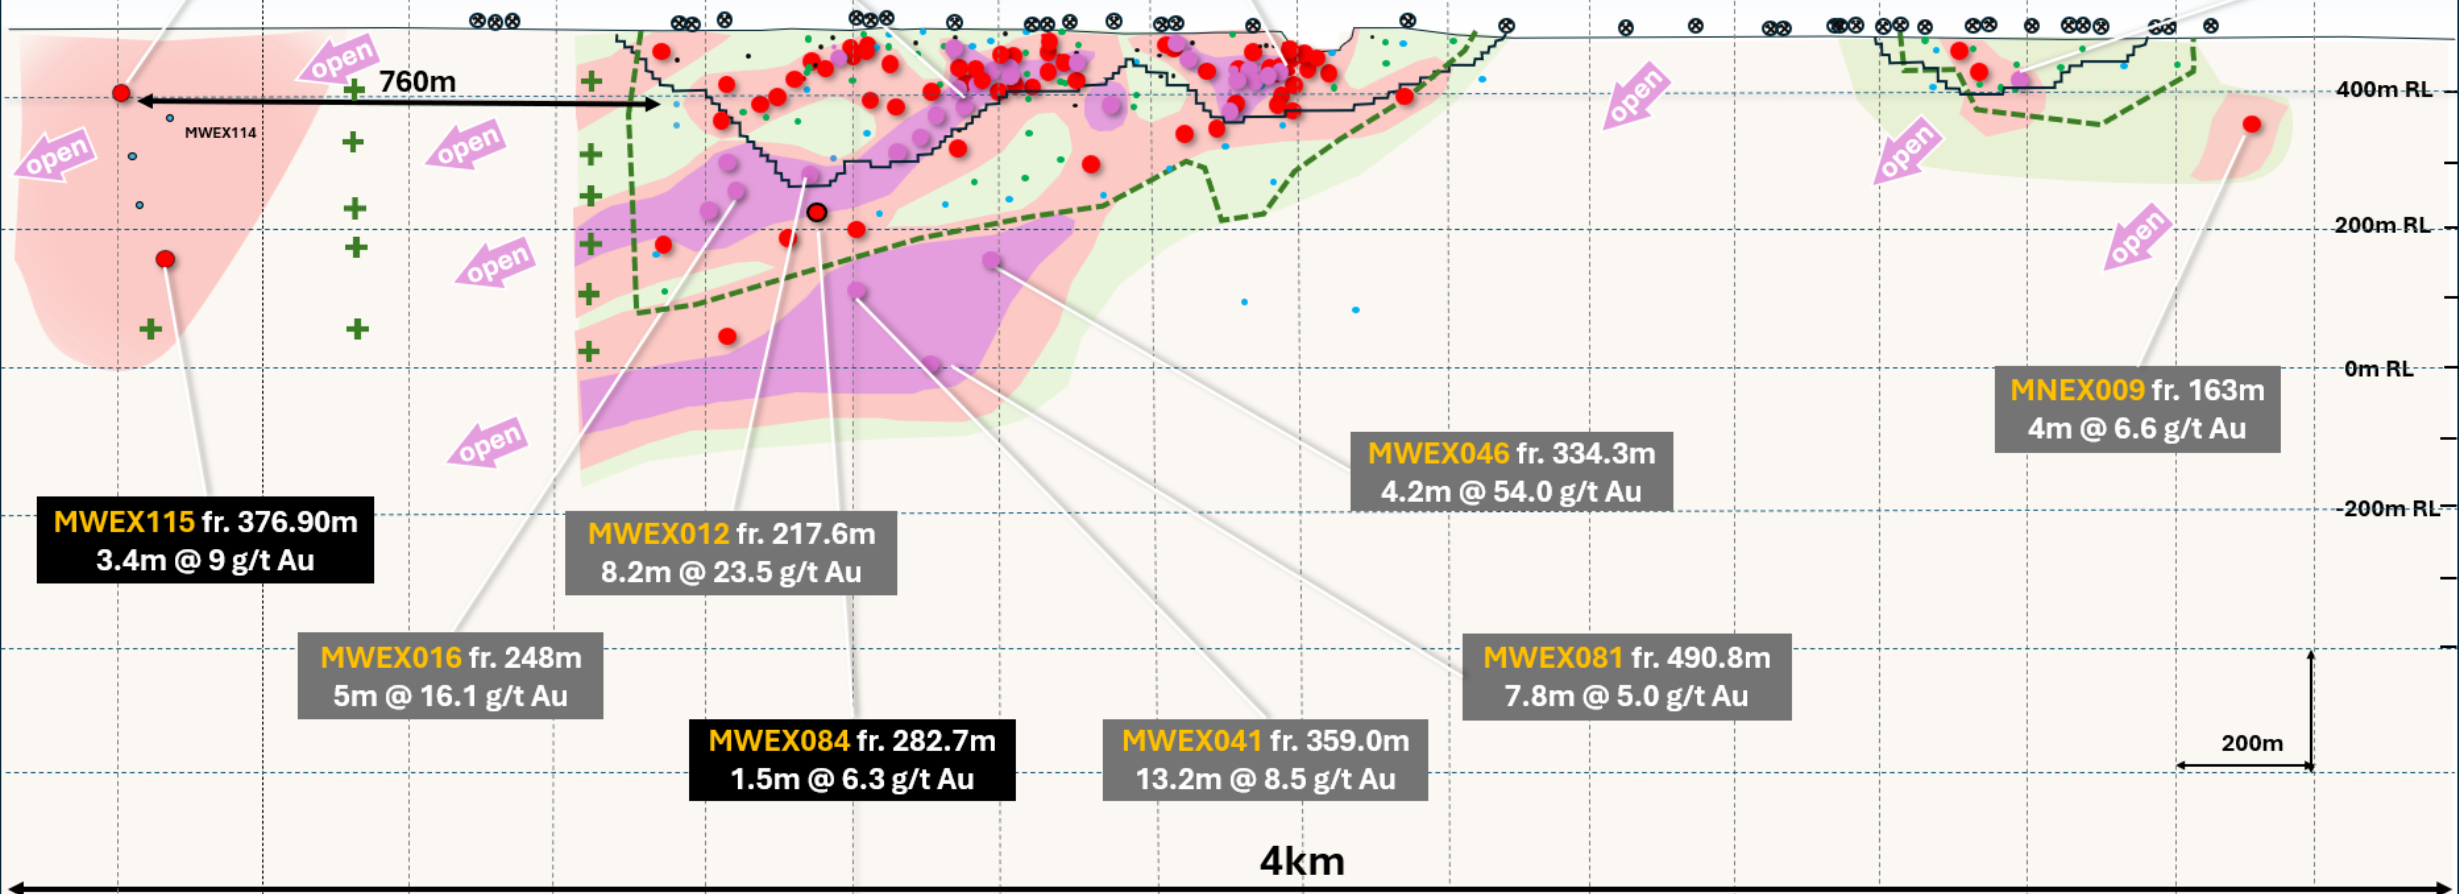 open
760m
400m RL
MWEX114
open
open
open
open
200m RL
open
open
open
0m RL
MNEX009 fr. 163m
4m @ 6.6 g/t Au
MWEX046 fr. 334.3m
4.2m @ 54.0 g/t Au
-200m RL
MWEX115 fr. 376.90m
3.4m @ 9 g/t Au
MWEX012 fr. 217.6m
8.2m @ 23.5 g/t Au
MWEX016 fr. 248m
5m @ 16.1 g/t Au
MWEX081 fr. 490.8m
7.8m @ 5.0 g/t Au
MWEX084 fr. 282.7m
1.5m @ 6.3 g/t Au
MWEX041 fr. 359.0m
13.2m @ 8.5 g/t Au
200m
4km